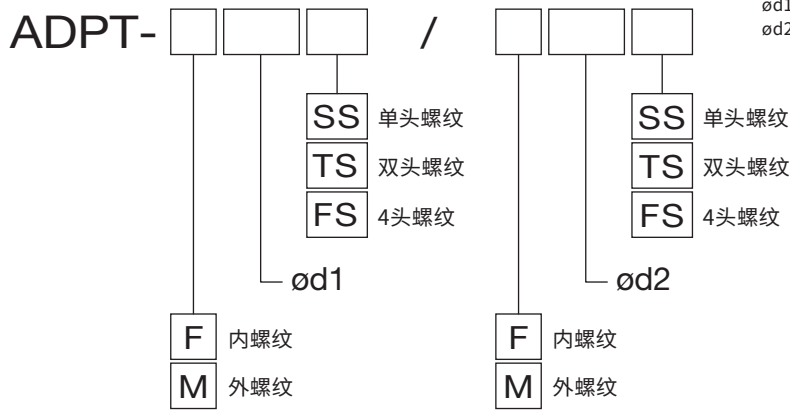 ADPT- /
ød1
ød2
SS 单头螺纹 SS 单头螺纹
TS 双头螺纹 TS 双头螺纹
FS 4头螺纹 FS 4头螺纹
ød1 ød2
F 内螺纹 F 内螺纹
M 外螺纹 M 外螺纹